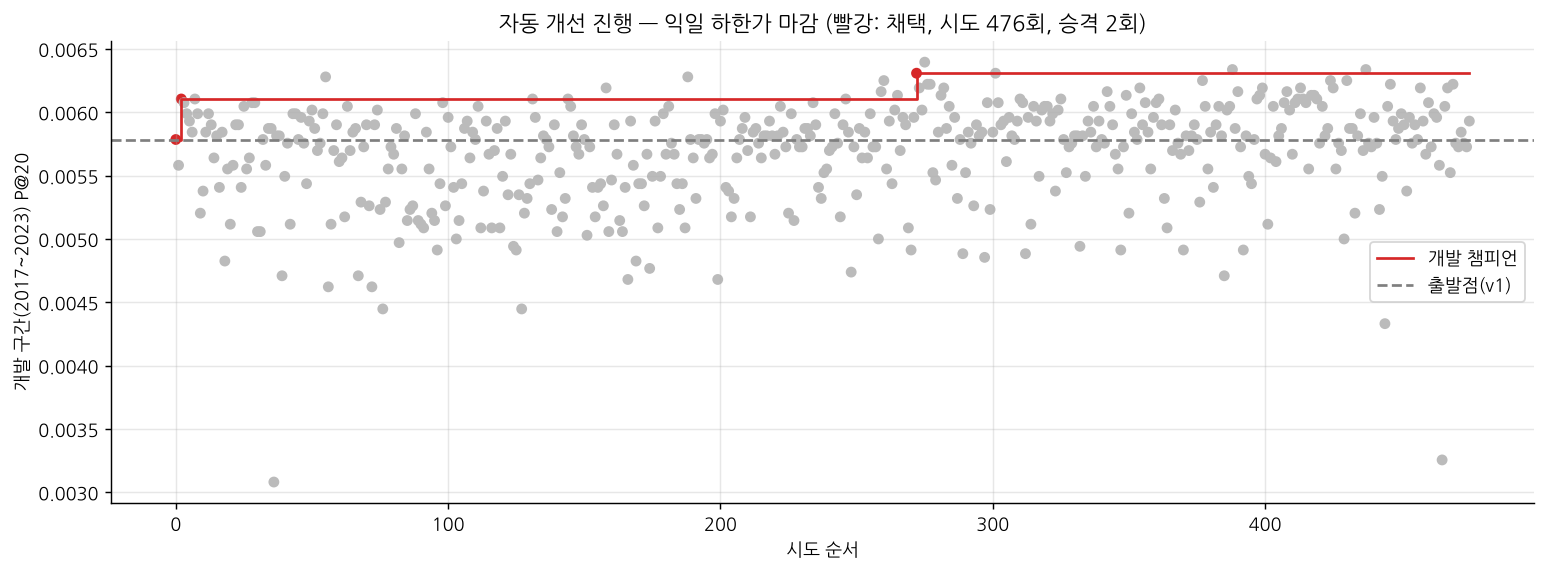 자동 개선 진행 — 익일 하한가 마감 (빨강: 채택, 시도 476회, 승격 2회)
개발 구간(2017~2023) P@20
0.0065
0.0060
0.0055
0.0050
0.0045
0.0040
0.0035
0.0030
개발 챔피언
출발점(v1)
0
100
200
300
400
시도 순서